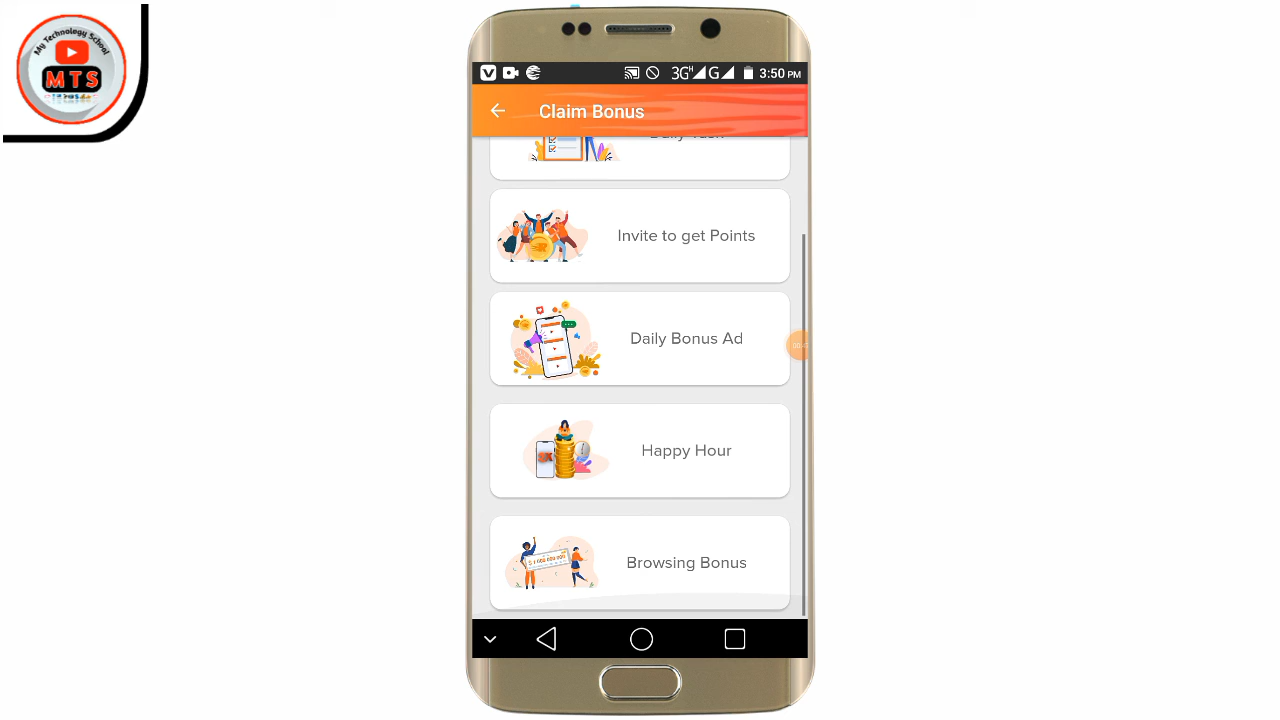 My Technology School
MTS
3G H G 3:50 PM
Claim Bonus
Daily Task
Invite to get Points
Daily Bonus Ad
Happy Hour
Browsing Bonus